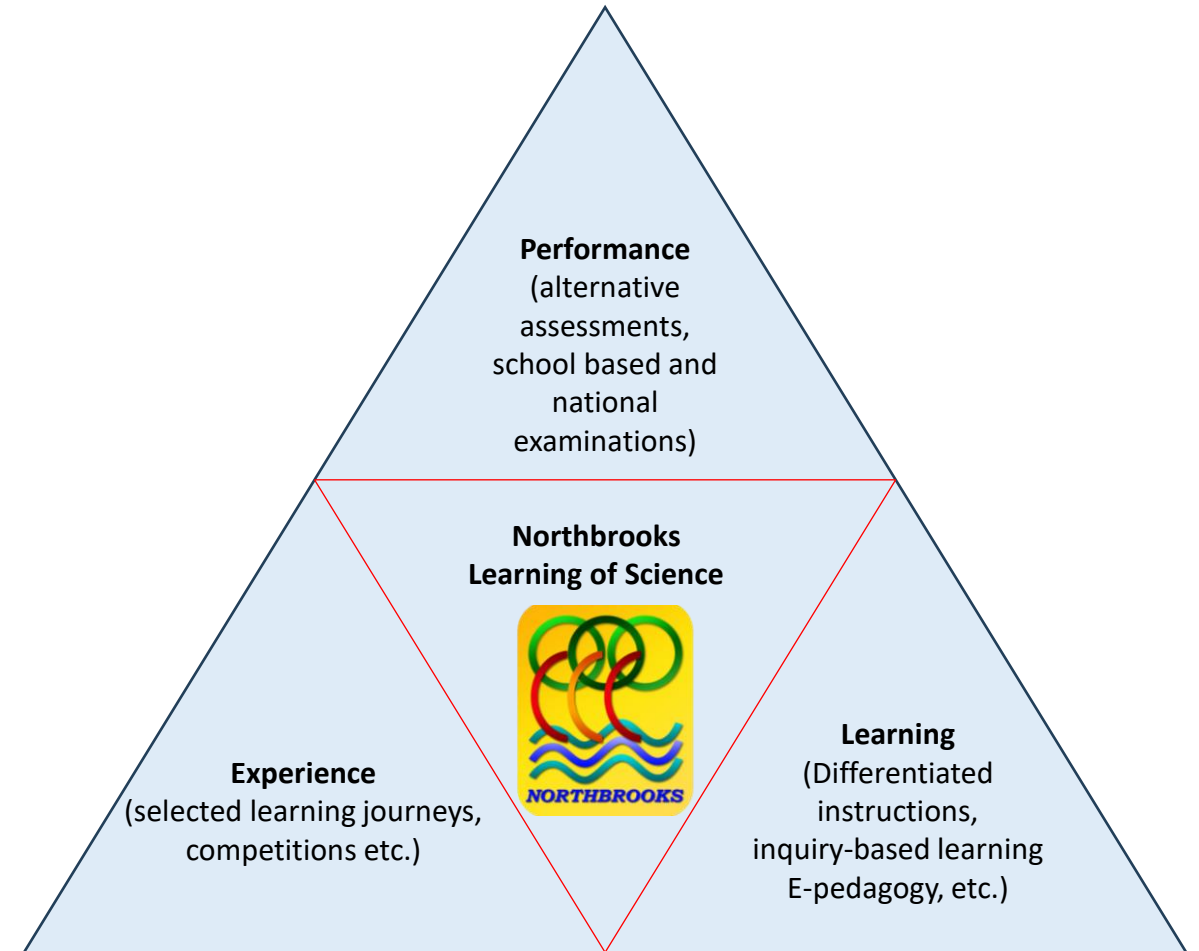 Performance
(alternative
assessments,
school based and
national
examinations)
Northbrooks
Learning of Science
NORTHBROOKS
Experience
(selected learning journeys,
competitions etc.)
Learning
(Differentiated
instructions,
inquiry-based learning
E-pedagogy, etc.)